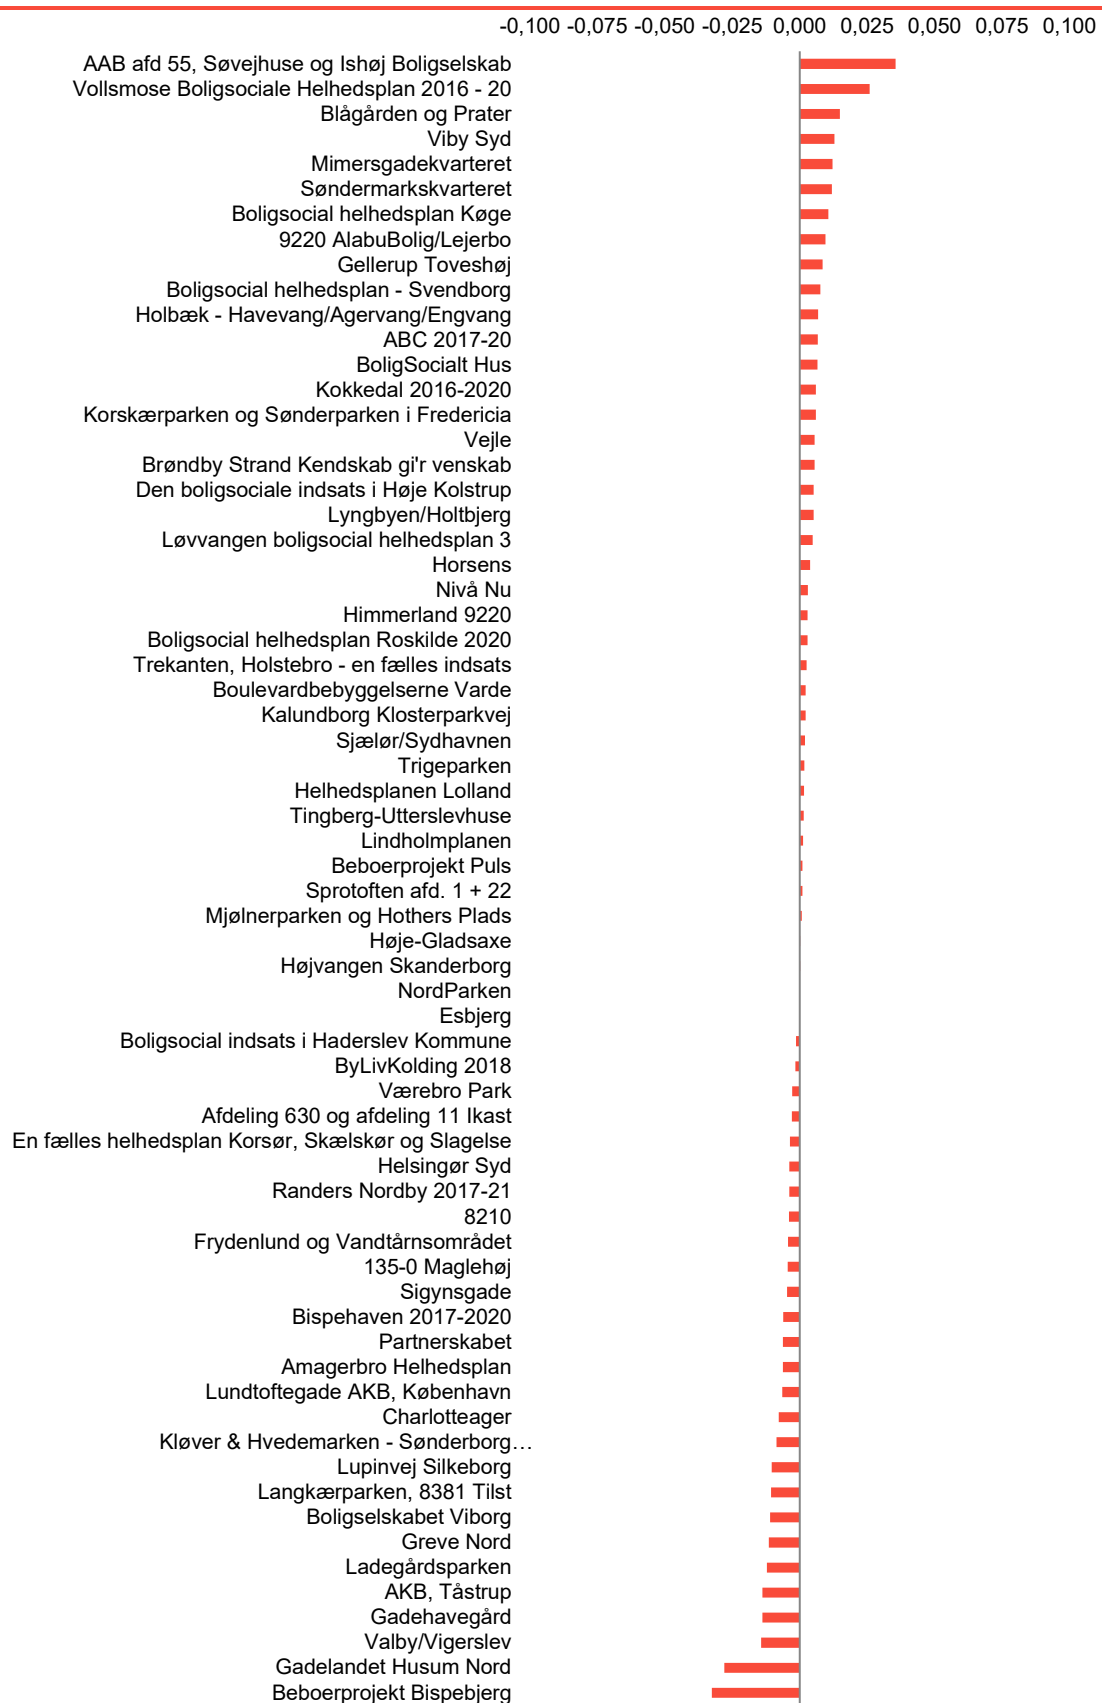 -0,100 -0,075 -0,050 -0,025 0,000 0,025 0,050 0,075 0,100
AAB afd 55, Søvejhuse og Ishøj Boligselskab
Vollsmose Boligsociale Helhedsplan 2016 - 20
Blågården og Prater
Viby Syd
Mimersgadekvarteret
Søndermarkskvarteret
Boligsocial helhedsplan Køge
9220 AlabuBolig/Lejerbo
Gellerup Toveshøj
Boligsocial helhedsplan - Svendborg
Holbæk - Havevang/Agervang/Engvang
ABC 2017-20
BoligSocialt Hus
Kokkedal 2016-2020
Korskærparken og Sønderparken i Fredericia
Vejle
Brøndby Strand Kendskab gi'r venskab
Den boligsociale indsats i Høje Kolstrup
Lyngbyen/Holtbjerg
Løvvangen boligsocial helhedsplan 3
Horsens
Nivå Nu
Himmerland 9220
Boligsocial helhedsplan Roskilde 2020
Trekanten, Holstebro - en fælles indsats
Boulevardbebyggelserne Varde
Kalundborg Klosterparkvej
Sjælør/Sydhavnen
Trigeparken
Helhedsplanen Lolland
Tingberg-Utterslevhuse
Lindholmplanen
Beboerprojekt Puls
Sprotoften afd. 1 + 22
Mjølnerparken og Hothers Plads
Høje-Gladsaxe
Højvangen Skanderborg
NordParken
Esbjerg
Boligsocial indsats i Haderslev Kommune
ByLivKolding 2018
Værebro Park
Afdeling 630 og afdeling 11 Ikast
En fælles helhedsplan Korsør, Skælskør og Slagelse
Helsingør Syd
Randers Nordby 2017-21
8210
Frydenlund og Vandtårnsområdet
135-0 Maglehøj
Sigynsgade
Bispehaven 2017-2020
Partnerskabet
Amagerbro Helhedsplan
Lundtoftegade AKB, København
Charlotteager
Kløver & Hvedemarken - Sønderborg…
Lupinvej Silkeborg
Langkærparken, 8381 Tilst
Boligselskabet Viborg
Greve Nord
Ladegårdsparken
AKB, Tåstrup
Gadehavegård
Valby/Vigerslev
Gadelandet Husum Nord
Beboerprojekt Bispebjerg